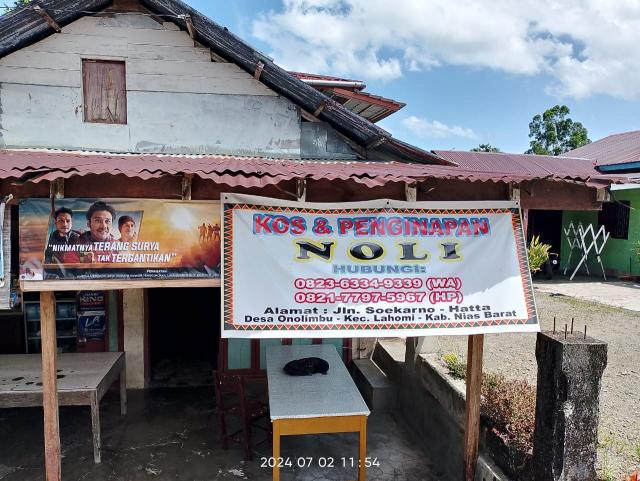 "NIKMATNYA TERANG SURYA
TAK TERGANTIKAN"
PERINGATAN:
KOS & PENGINAPAN
NOLI
HUBUNGI:
0823-6334-9339 (WA)
0821-7797-5967 (HP)
Alamat : Jln. Soekarno - Hatta
Desa Onolimbu - Kec. Lahomi - Kab. Nias Barat
2024 07 02 11:54